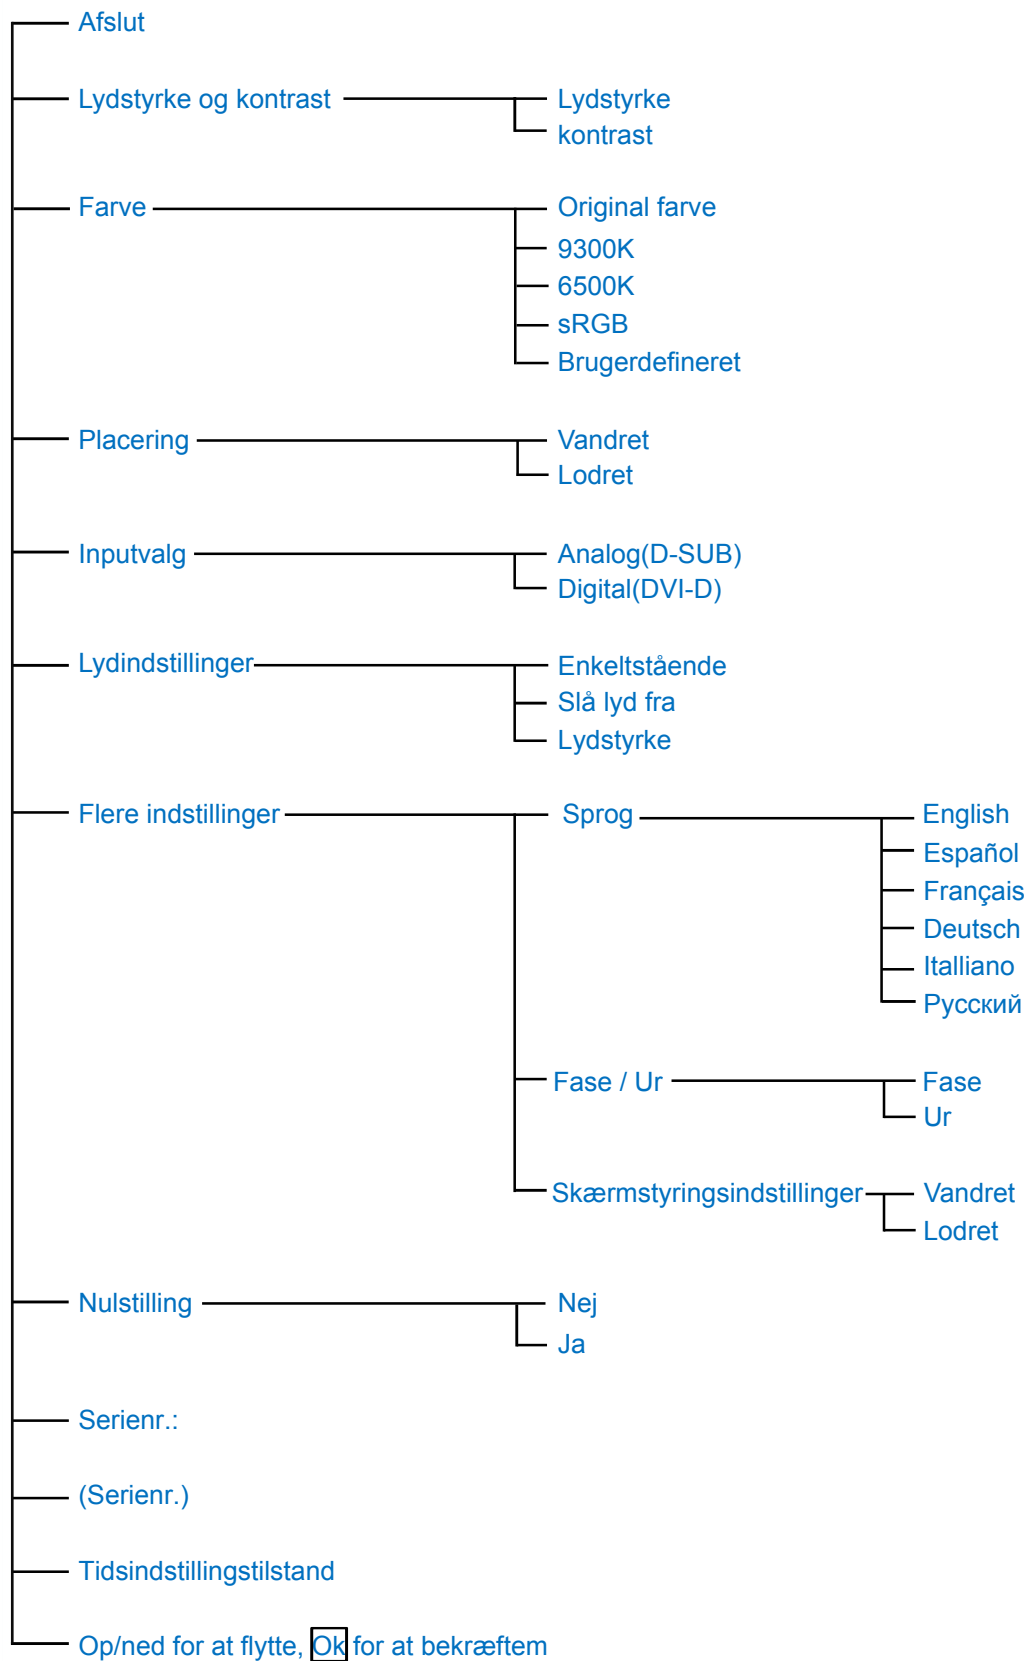 Afslut
Lydstyrke og kontrast
Lydstyrke
kontrast
Farve
Original farve
9300K
6500K
sRGB
Brugerdefineret
Placering
Vandret
Lodret
Inputvalg
Analog(D-SUB)
Digital(DVI-D)
Lydindstillinger
Enkeltstående
Slå lyd fra
Lydstyrke
Flere indstillinger
Sprog
English
Español
Français
Deutsch
Italliano
Русский
Fase / Ur
Fase
Ur
Skærmstyringsindstillinger
Vandret
Lodret
Nulstilling
Nej
Ja
Serienr.:
(Serienr.)
Tidsindstillingstilstand
Op/ned for at flytte, Ok for at bekræftem